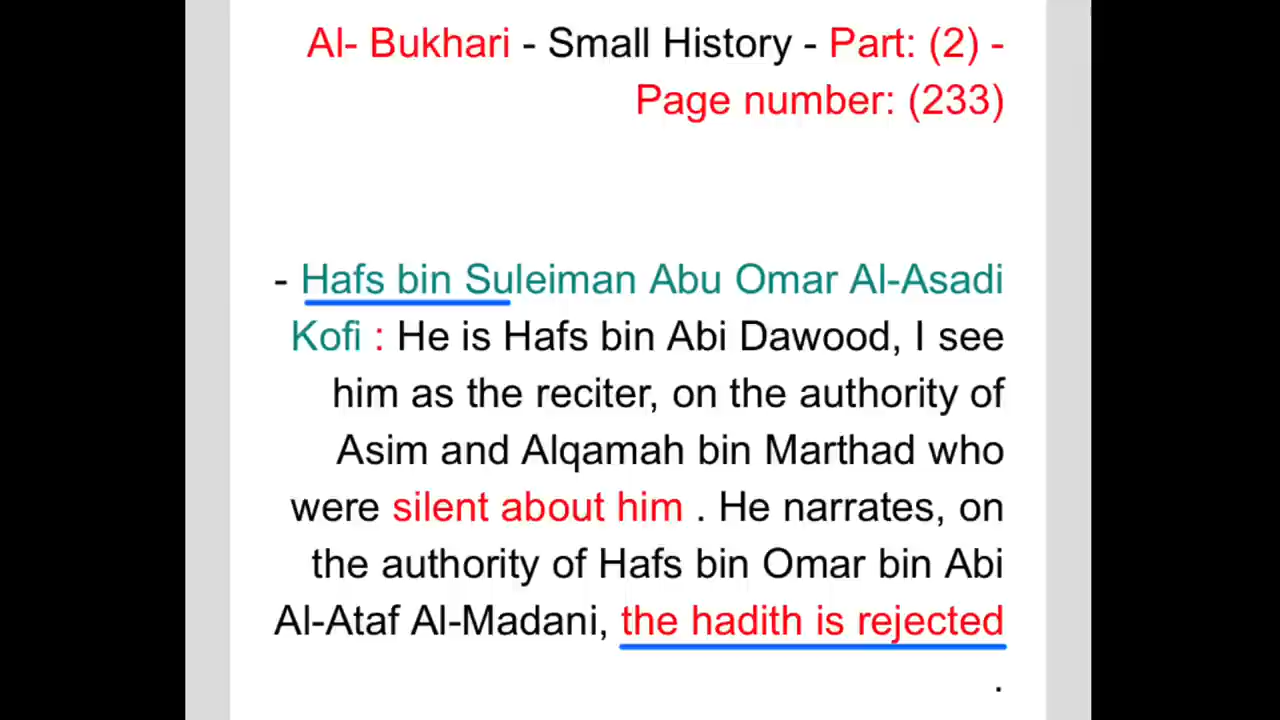 Al- Bukhari - Small History - Part: (2) -
Page number: (233)
- Hafs bin Suleiman Abu Omar Al-Asadi
Kofi : He is Hafs bin Abi Dawood, I see
him as the reciter, on the authority of
Asim and Alqamah bin Marthad who
were silent about him . He narrates, on
the authority of Hafs bin Omar bin Abi
Al-Ataf Al-Madani, the hadith is rejected
.